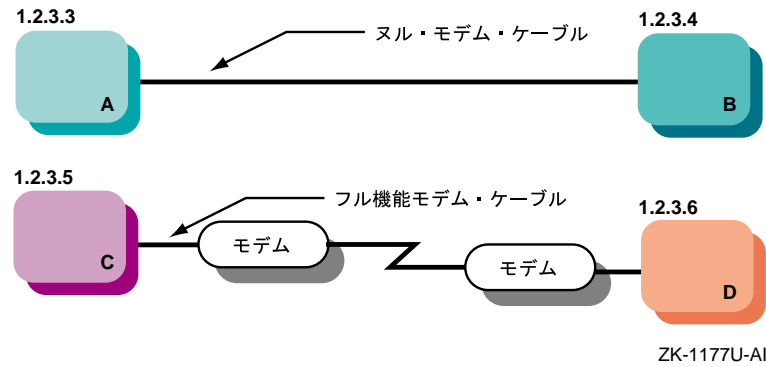 1.2.3.3
ヌル・モデム・ケーブル
1.2.3.4
A
B
1.2.3.5
フル機能モデム・ケーブル
1.2.3.6
C
モデム
モデム
D
ZK-1177U-AI